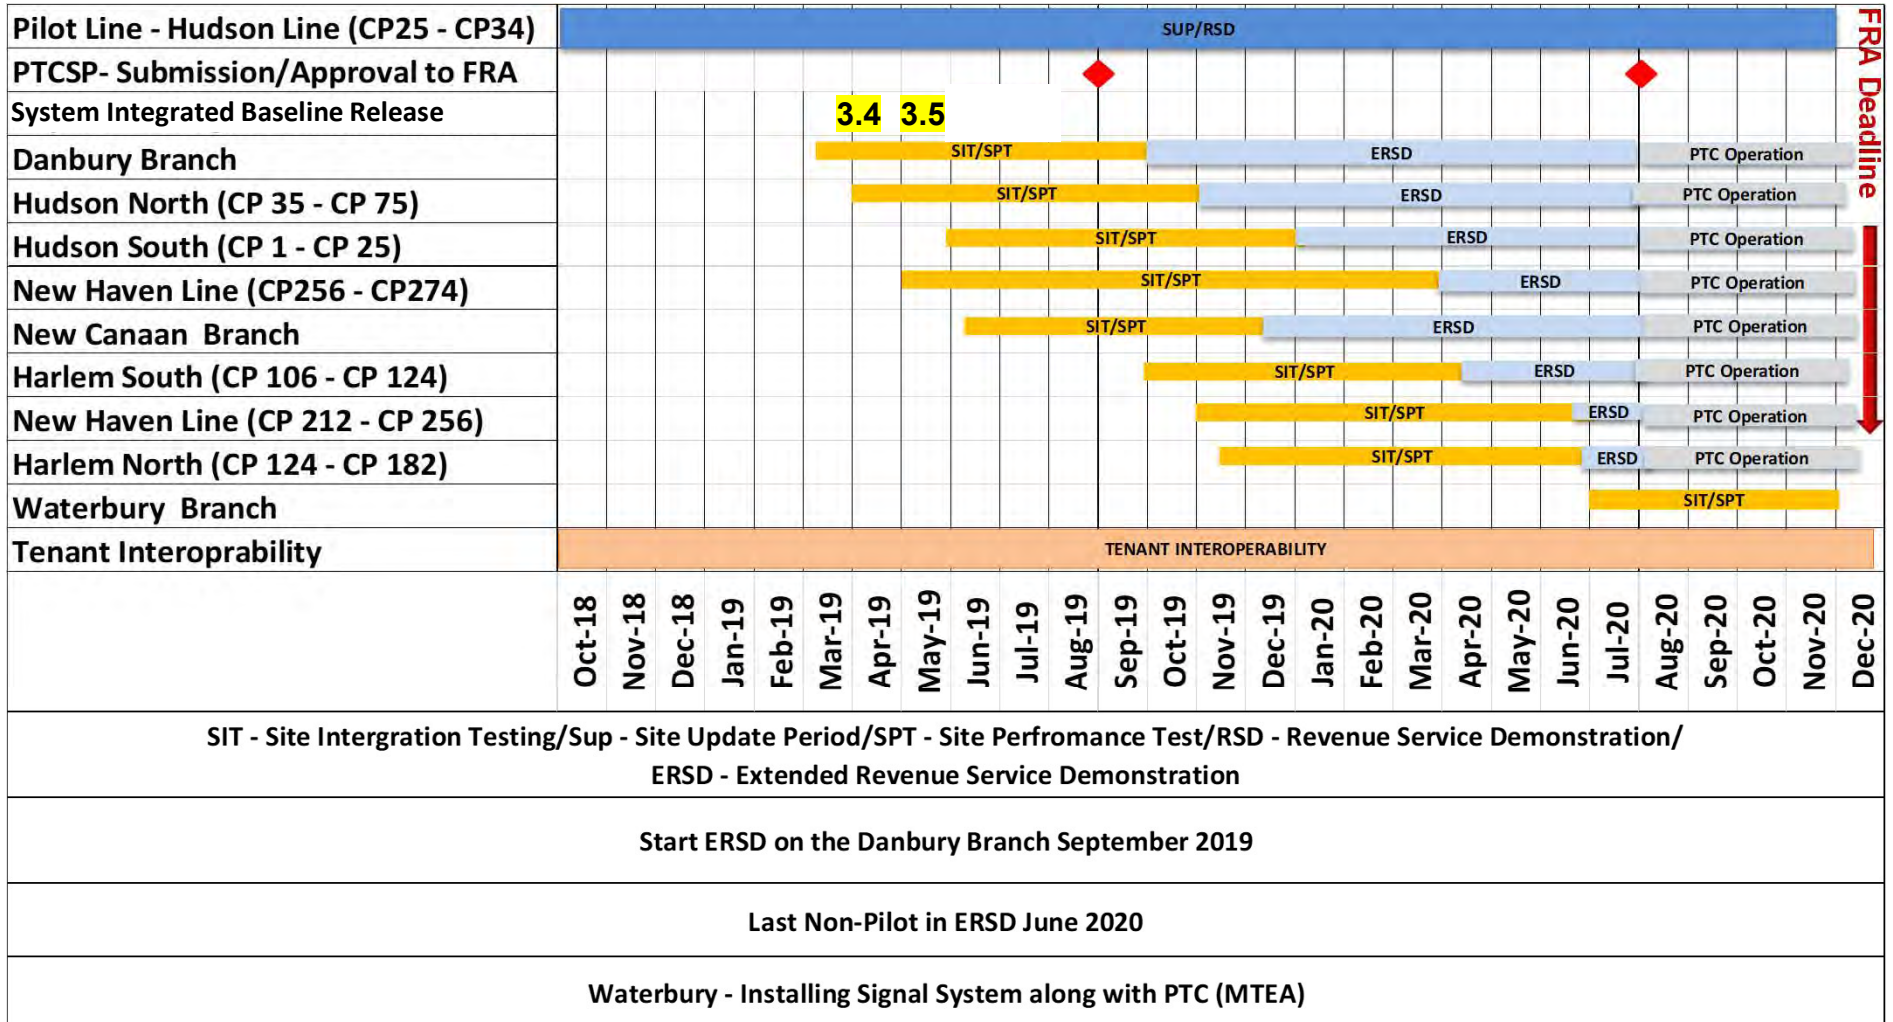 Pilot Line - Hudson Line (CP25 - CP34)
SUP/RSD
FRA Deadline
PTCSP- Submission/Approval to FRA
System Integrated Baseline Release
3.4 3.5
Danbury Branch
SIT/SPT ERSD PTC Operation
Hudson North (CP 35 - CP 75)
SIT/SPT ERSD PTC Operation
Hudson South (CP 1 - CP 25)
SIT/SPT ERSD PTC Operation
New Haven Line (CP256 - CP274)
SIT/SPT ERSD PTC Operation
New Canaan Branch
SIT/SPT ERSD PTC Operation
Harlem South (CP 106 - CP 124)
SIT/SPT ERSD PTC Operation
New Haven Line (CP 212 - CP 256)
SIT/SPT ERSD PTC Operation
Harlem North (CP 124 - CP 182)
SIT/SPT ERSD PTC Operation
Waterbury Branch
SIT/SPT
Tenant Interoprability
TENANT INTEROPERABILITY
Oct-18
Nov-18
Dec-18
Jan-19
Feb-19
Mar-19
Apr-19
May-19
Jun-19
Jul-19
Aug-19
Sep-19
Oct-19
Nov-19
Dec-19
Jan-20
Feb-20
Mar-20
Apr-20
May-20
Jun-20
Jul-20
Aug-20
Sep-20
Oct-20
Nov-20
Dec-20
SIT - Site Intergration Testing/Sup - Site Update Period/SPT - Site Perfromance Test/RSD - Revenue Service Demonstration/
ERSD - Extended Revenue Service Demonstration
Start ERSD on the Danbury Branch September 2019
Last Non-Pilot in ERSD June 2020
Waterbury - Installing Signal System along with PTC (MTEA)